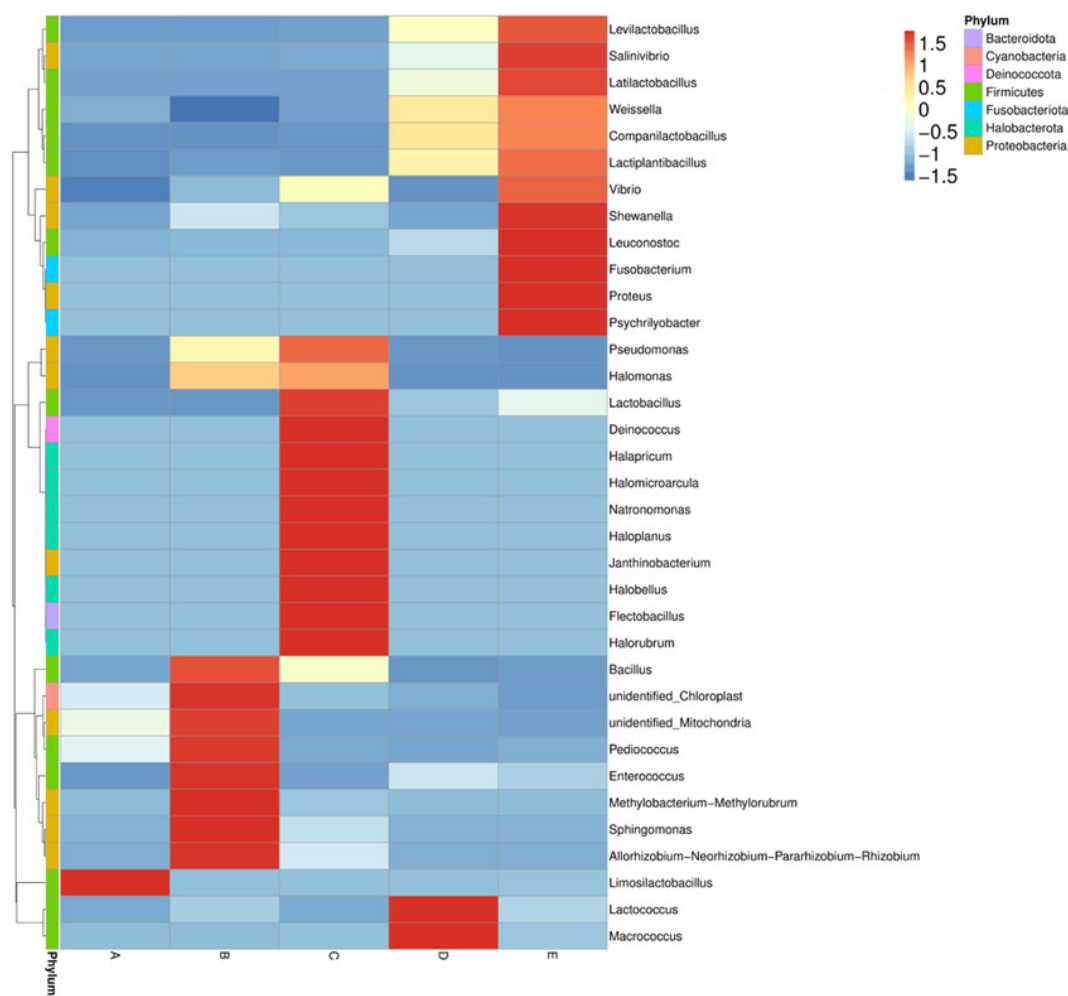 Levilactobacillus
Salinivibrio
Latilactobacillus
Weissella
Companilactobacillus
Lactiplantibacillus
Vibrio
Shewanella
Leuconostoc
Fusobacterium
Proteus
Psychrilyobacter
Pseudomonas
Halomonas
Lactobacillus
Deinococcus
Halapricum
Halomicroarcula
Natronomonas
Haloplanus
Janthinobacterium
Halobellus
Flectobacillus
Halorubrum
Bacillus
unidentified_Chloroplast
unidentified_Mitochondria
Pediococcus
Enterococcus
Methylobacterium−Methylorubrum
Sphingomonas
Allorhizobium−Neorhizobium−Pararhizobium−Rhizobium
Limosilactobacillus
Lactococcus
Macrococcus
Phylum
A
B
C
D
E
1.5
1
0.5
0
−0.5
−1
−1.5
Phylum
Bacteroidota
Cyanobacteria
Deinococcota
Firmicutes
Fusobacteriota
Halobacterota
Proteobacteria